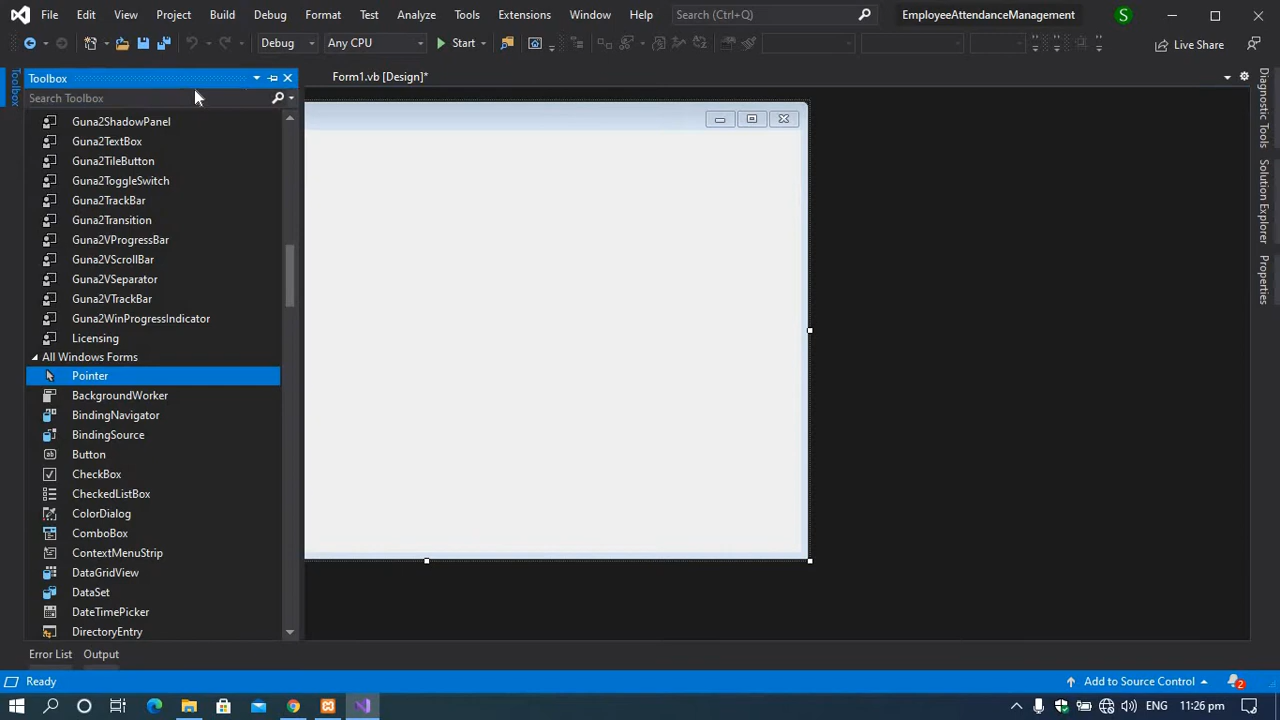 File Edit View Project Build Debug Format Test Analyze Tools Extensions Window Help Search (Ctrl+Q) EmployeeAttendanceManagement S
Debug Any CPU Start Live Share
Toolbox
Toolbox
Form1.vb [Design]*
Search Toolbox
Guna2ShadowPanel
Guna2TextBox
Guna2TileButton
Guna2ToggleSwitch
Guna2TrackBar
Guna2Transition
Guna2VProgressBar
Guna2VScrollBar
Guna2VSeparator
Guna2VTrackBar
Guna2WinProgressIndicator
Licensing
All Windows Forms
Pointer
BackgroundWorker
BindingNavigator
BindingSource
Button
CheckBox
CheckedListBox
ColorDialog
ComboBox
ContextMenuStrip
DataGridView
DataSet
DateTimePicker
DirectoryEntry
Diagnostic Tools
Solution Explorer
Properties
Error List Output
Ready Add to Source Control 2
ENG 11:26 pm